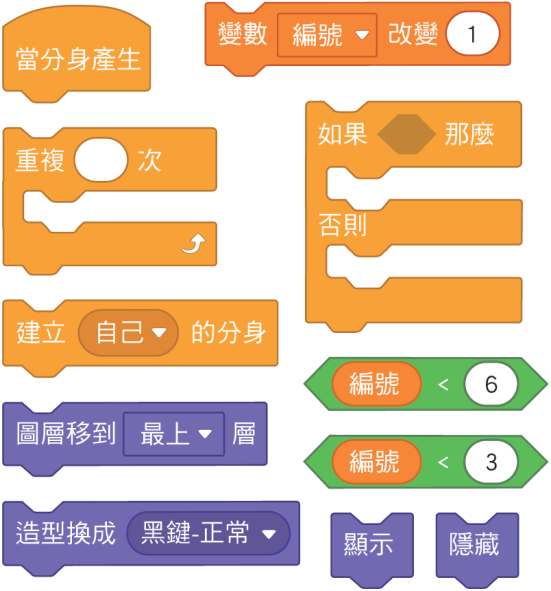 當分身產生
變數 編號 改變 1
重複 次
如果 那麼
否則
建立 自己 的分身
編號 < 6
圖層移到 最上 層
編號 < 3
造型換成 黑鍵-正常
顯示
隱藏